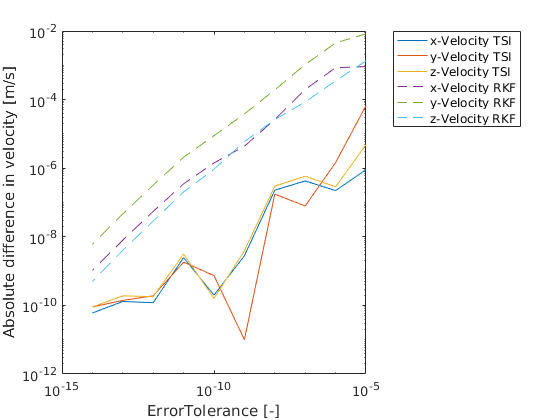 10^-2
10^-4
10^-6
10^-8
10^-10
10^-12
Absolute difference in velocity [m/s]
10^-15
10^-10
10^-5
ErrorTolerance [-]
x-Velocity TSI
y-Velocity TSI
z-Velocity TSI
x-Velocity RKF
y-Velocity RKF
z-Velocity RKF